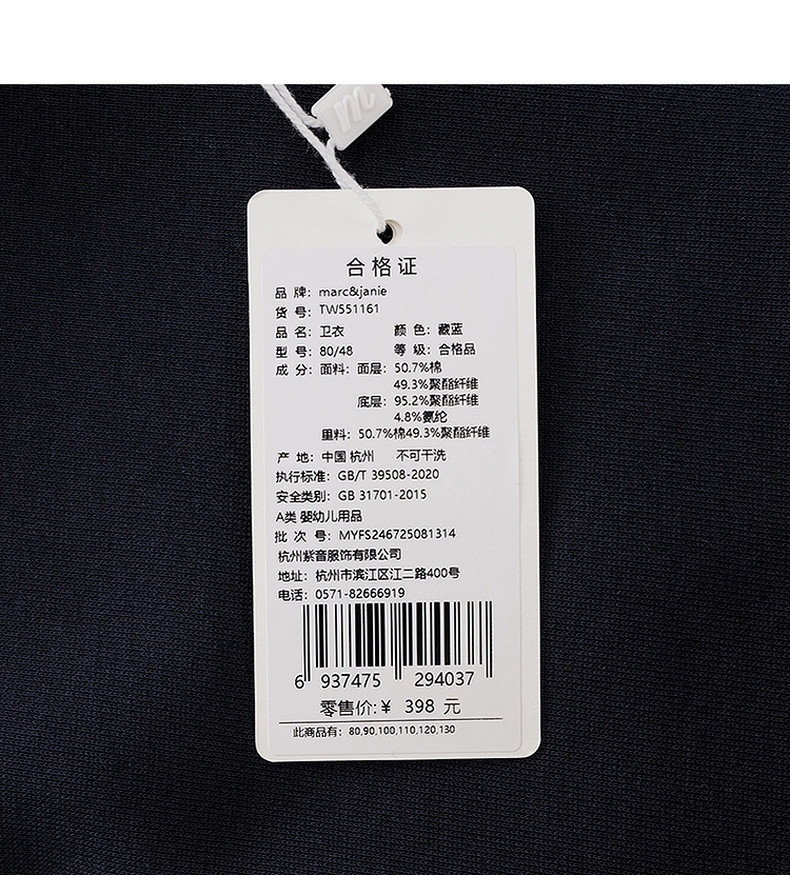 m
合格证
品 牌: marc&janie
货 号: TW551161
品 名: 卫衣 颜 色: 藏蓝
型 号: 80/48 等 级: 合格品
成 分: 面料: 面层: 50.7%棉
49.3%聚酯纤维
底层: 95.2%聚酯纤维
4.8%氨纶
里料: 50.7%棉49.3%聚酯纤维
产 地: 中国 杭州 不可干洗
执行标准: GB/T 39508-2020
安全类别: GB 31701-2015
A类 婴幼儿用品
批 次 号: MYFS246725081314
杭州紫音服饰有限公司
地址: 杭州市滨江区江二路400号
电话: 0571-82666919
6 937475 294037
零售价:¥ 398 元
此商品有: 80,90,100,110,120,130